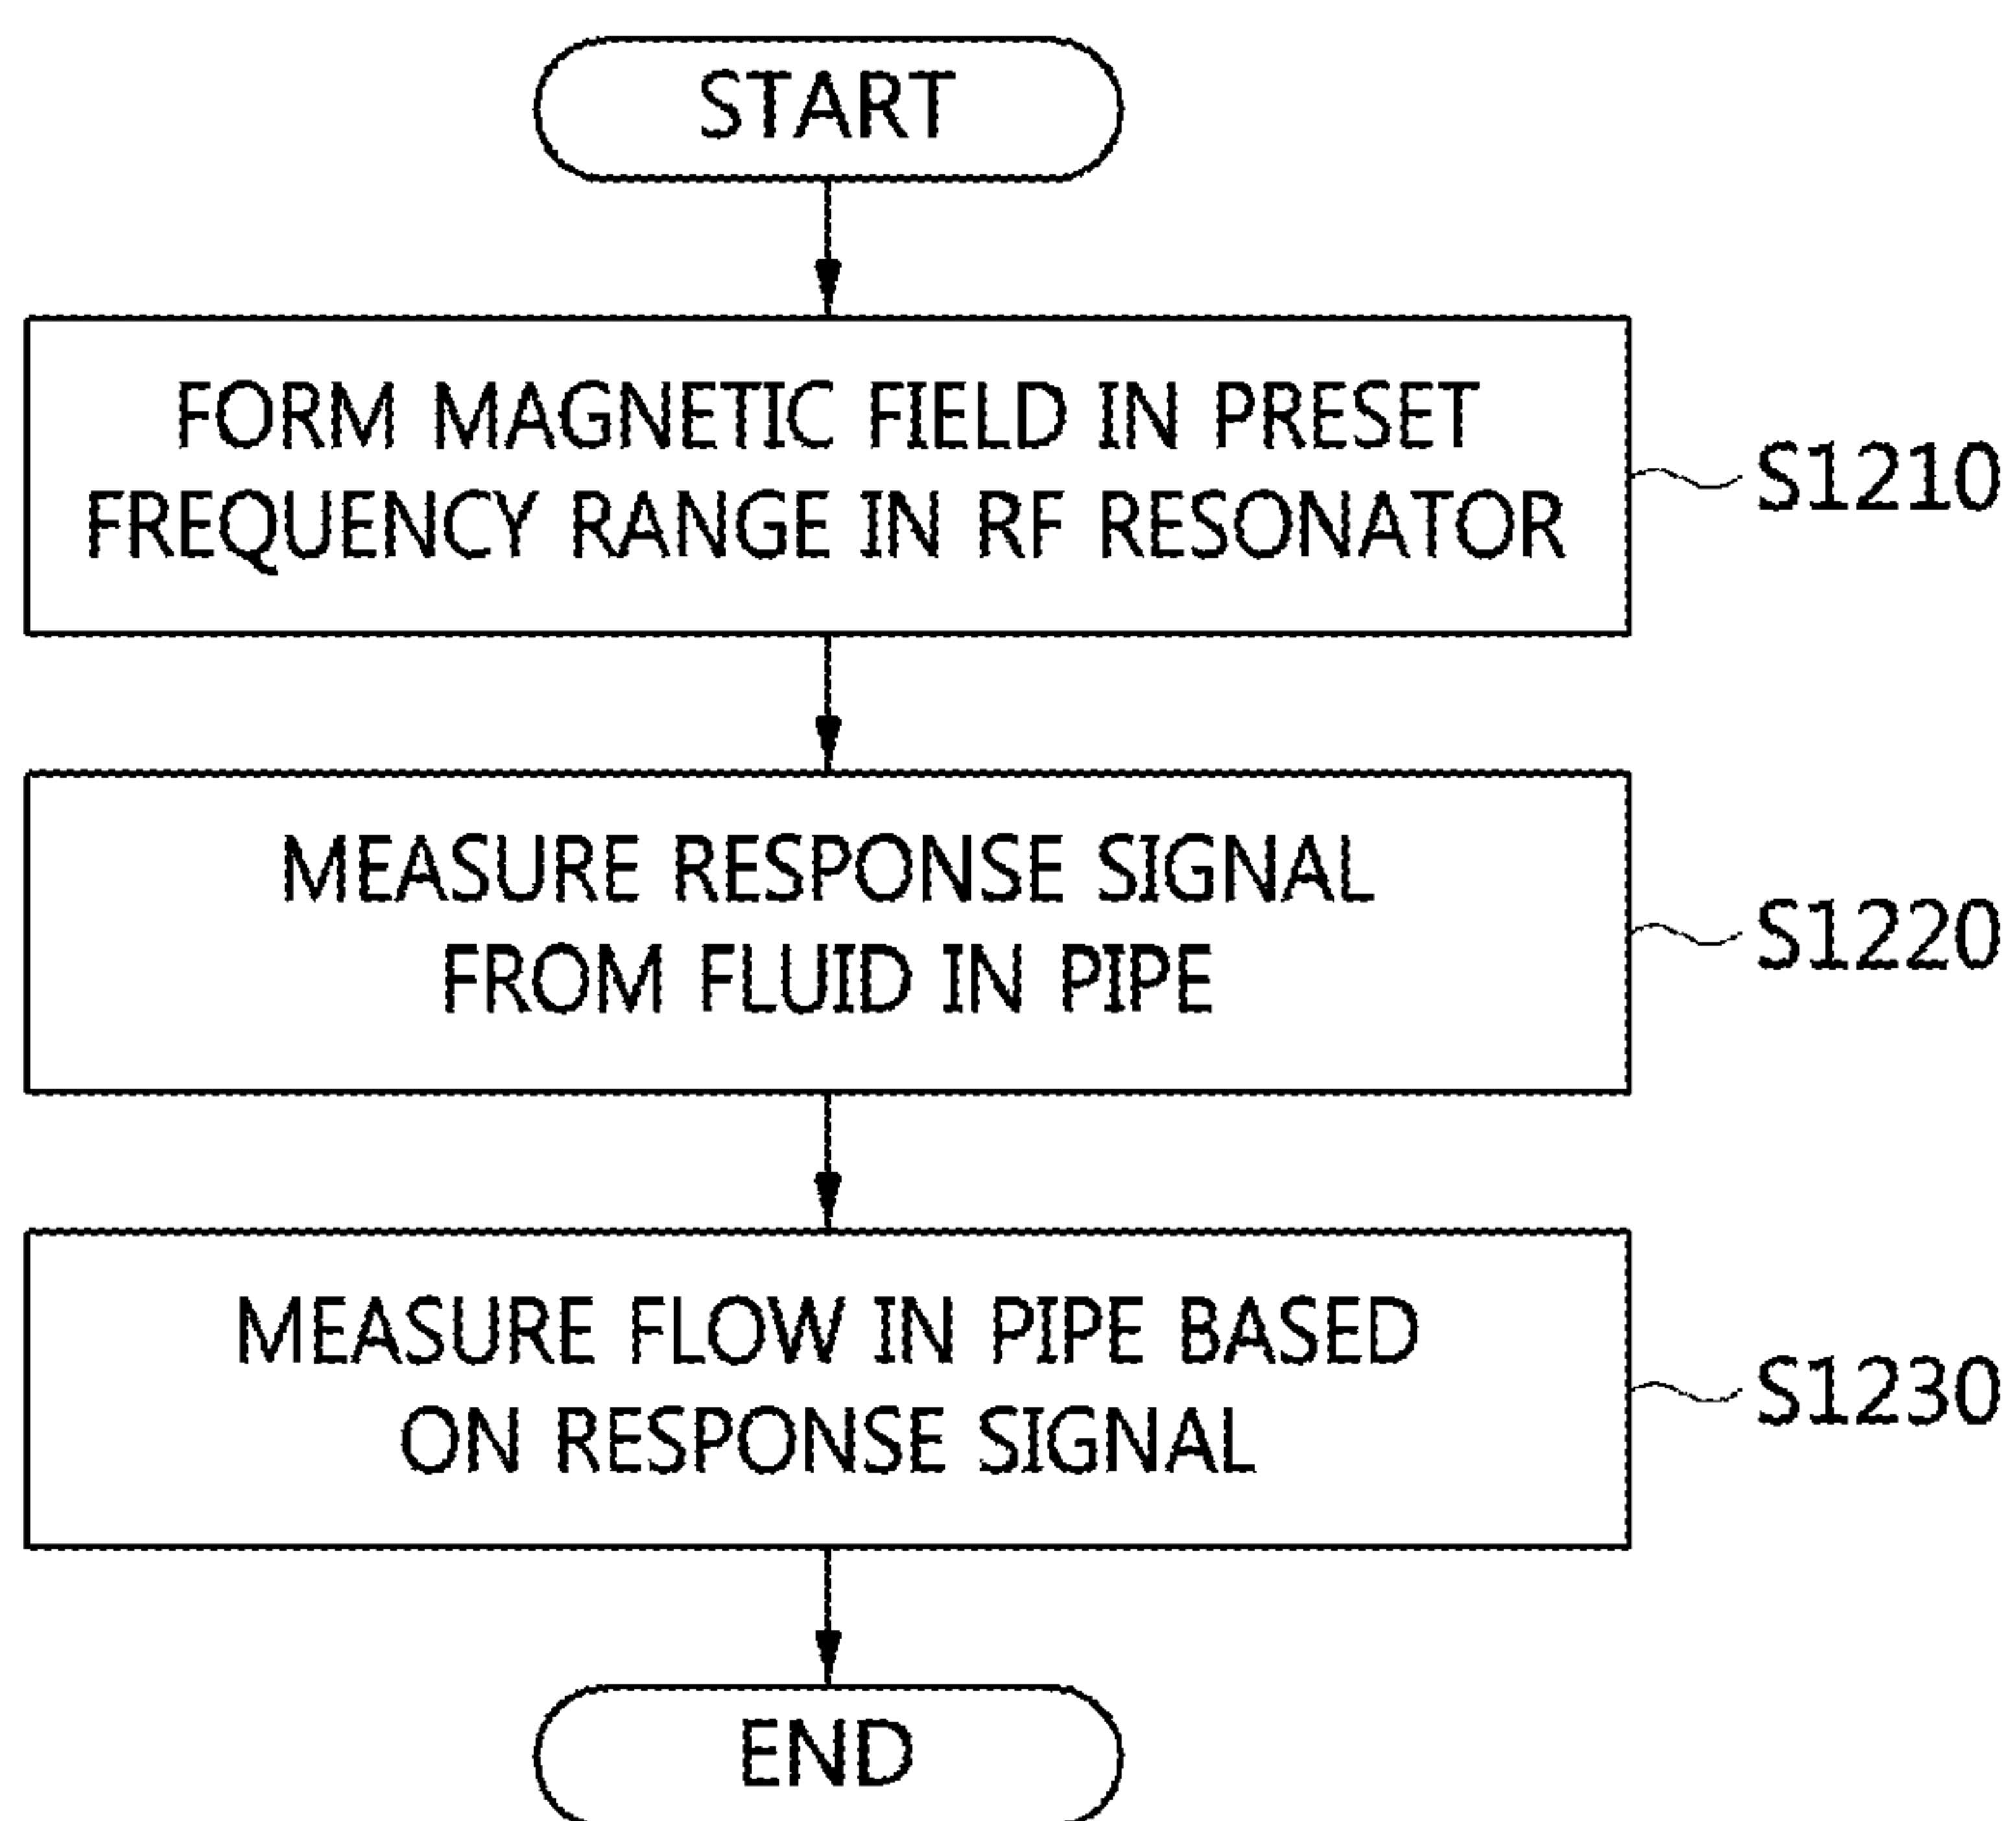 START
FORM MAGNETIC FIELD IN PRESET
FREQUENCY RANGE IN RF RESONATOR
S1210
MEASURE RESPONSE SIGNAL
FROM FLUID IN PIPE
S1220
MEASURE FLOW IN PIPE BASED
ON RESPONSE SIGNAL
S1230
END